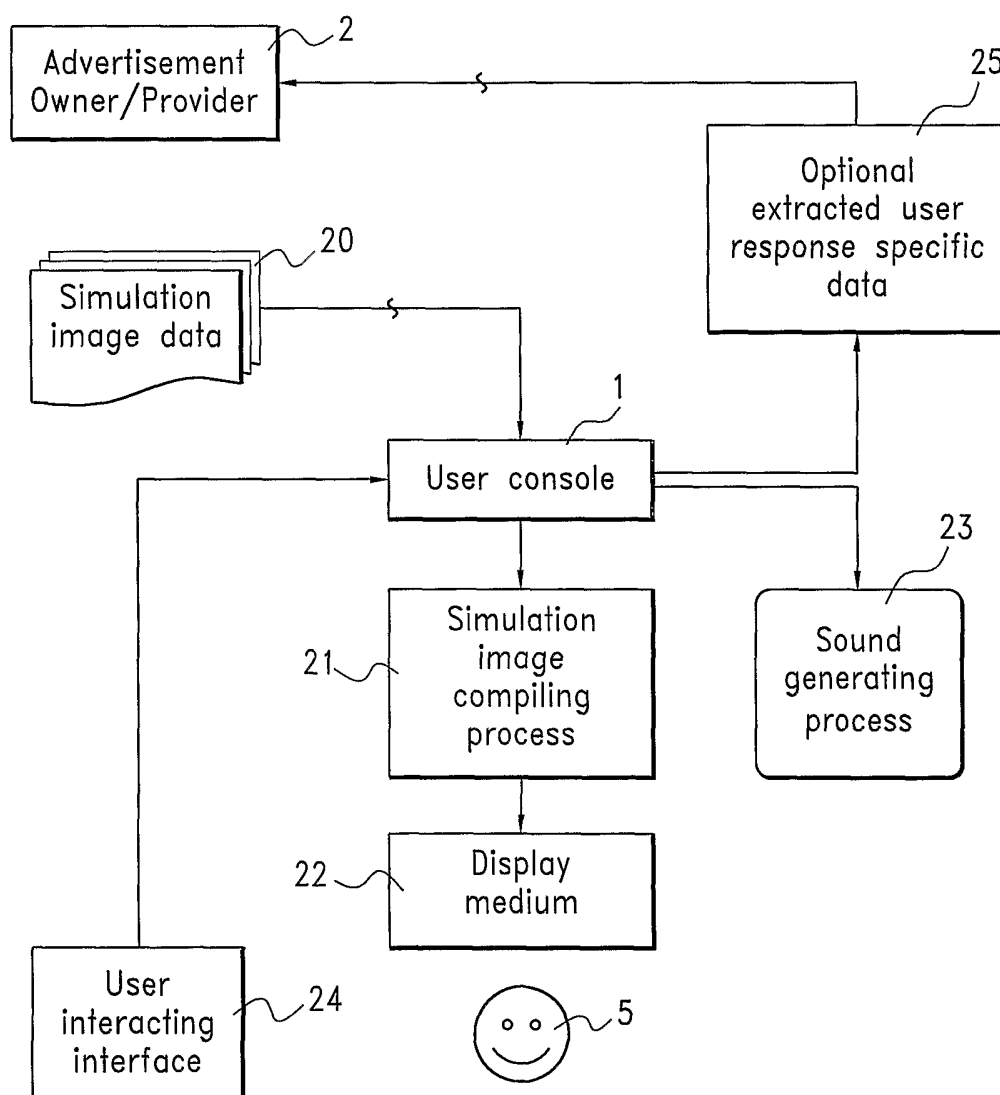 2
Advertisement
Owner/Provider
25
Optional
extracted user
response specific
data
20
Simulation
image data
1
User console
23
Sound
generating
process
21
Simulation
image
compiling
process
22
Display
medium
24
User
interacting
interface
5